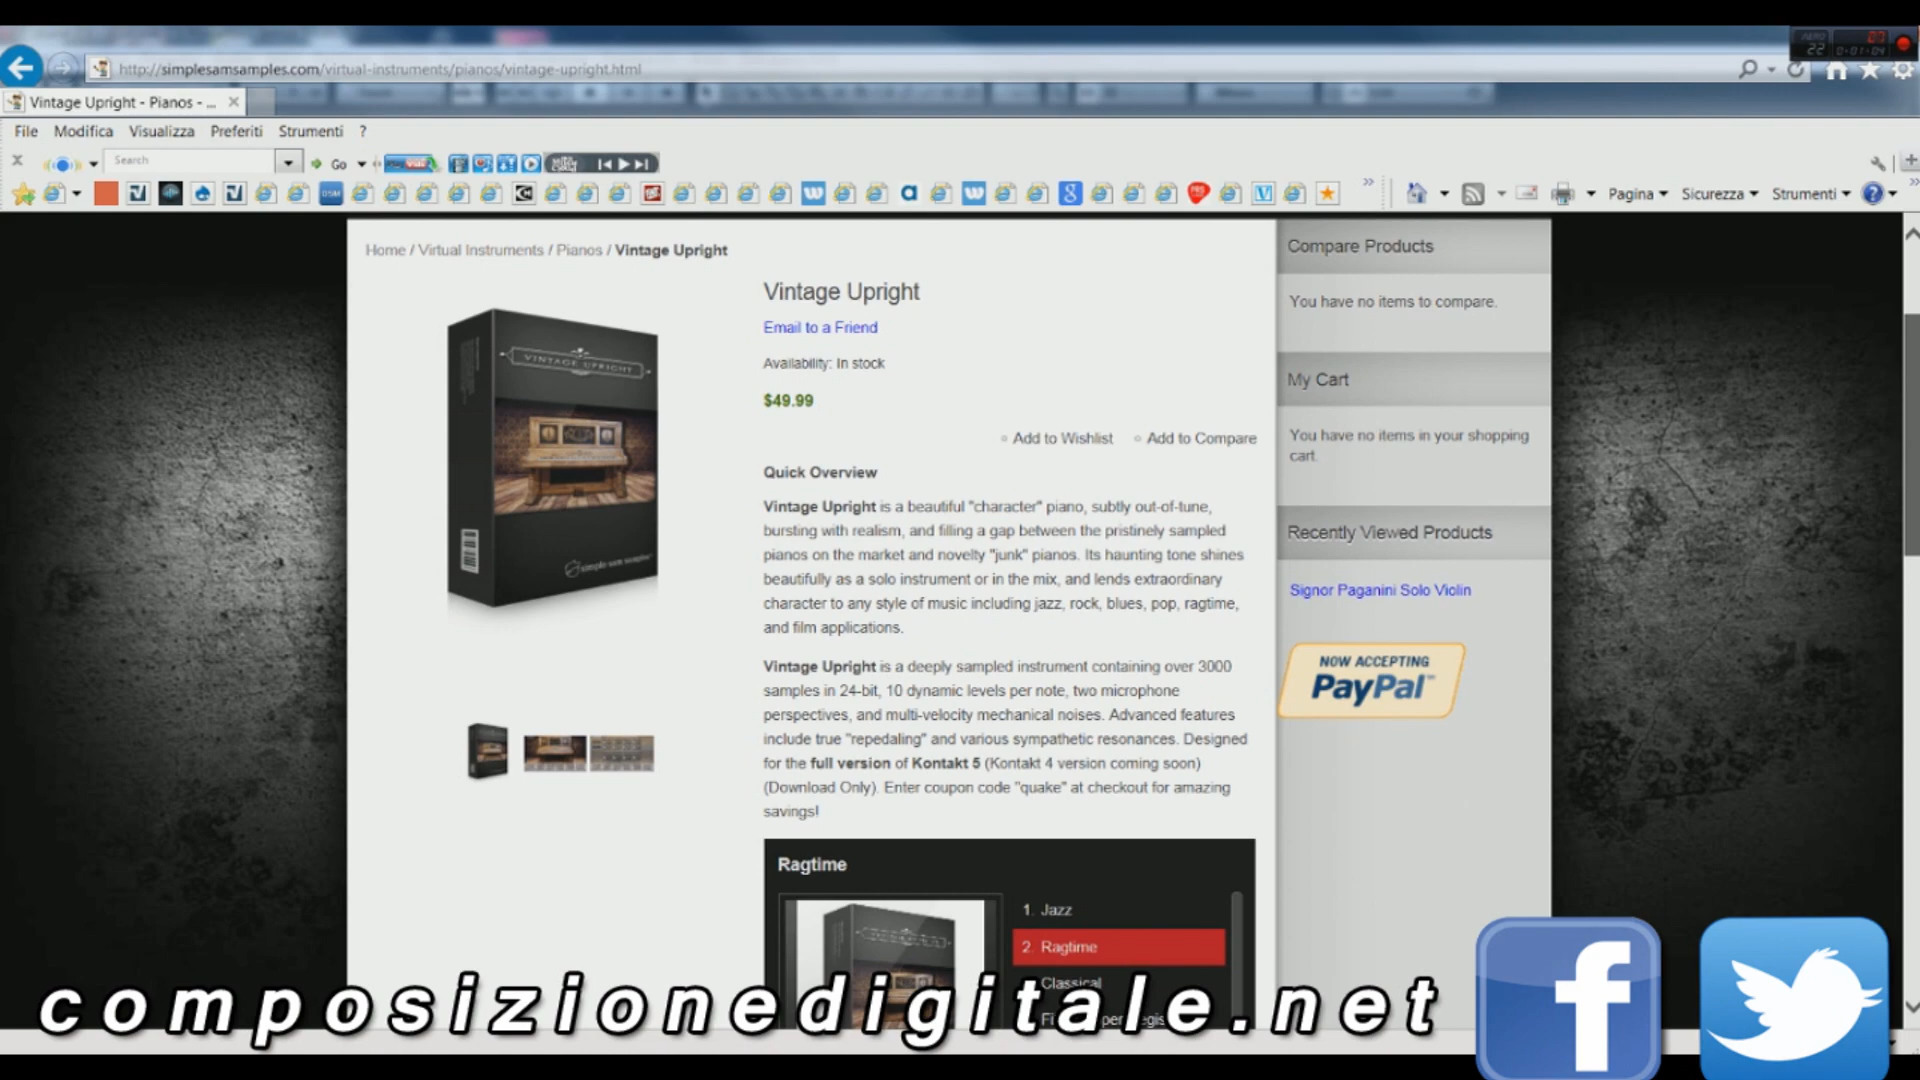 http://simplesamsamples.com/virtual-instruments/pianos/vintage-upright.html
Vintage Upright - Pianos - ...
File Modifica Visualizza Preferiti Strumenti ?
Search
Go
Pagina Sicurezza Strumenti
Home / Virtual Instruments / Pianos / Vintage Upright
Vintage Upright
Email to a Friend
Availability: In stock
$49.99
Add to Wishlist Add to Compare
Quick Overview
Vintage Upright is a beautiful "character" piano, subtly out-of-tune,
bursting with realism, and filling a gap between the pristinely sampled
pianos on the market and novelty "junk" pianos. Its haunting tone shines
beautifully as a solo instrument or in the mix, and lends extraordinary
character to any style of music including jazz, rock, blues, pop, ragtime,
and film applications.
Vintage Upright is a deeply sampled instrument containing over 3000
samples in 24-bit, 10 dynamic levels per note, two microphone
perspectives, and multi-velocity mechanical noises. Advanced features
include true "repedaling" and various sympathetic resonances. Designed
for the full version of Kontakt 5 (Kontakt 4 version coming soon)
(Download Only). Enter coupon code "quake" at checkout for amazing
savings!
Ragtime
1. Jazz
2. Ragtime
Classical
VINTAGE UPRIGHT
simple sam samples
Compare Products
You have no items to compare.
My Cart
You have no items in your shopping
cart.
Recently Viewed Products
Signor Paganini Solo Violin
NOW ACCEPTING
PayPal
composizionedigitale.net